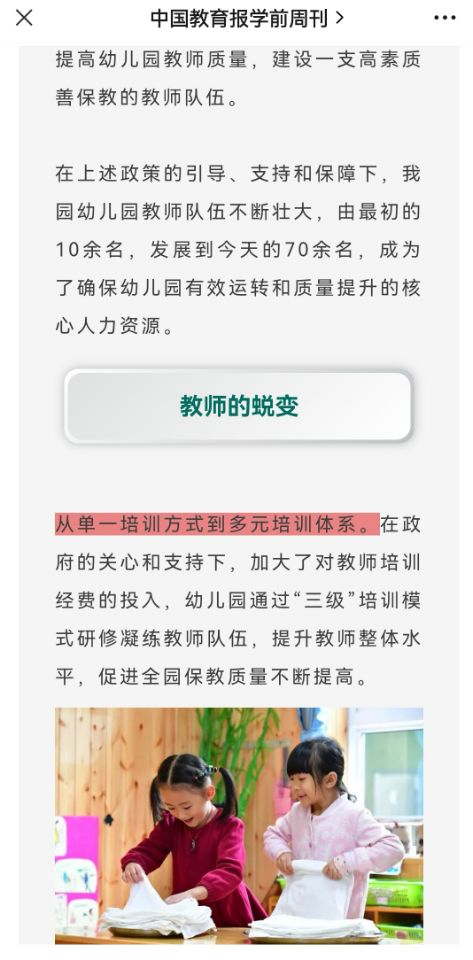 中国教育报学前周刊
提高幼儿园教师质量，建设一支高素质
善保教的教师队伍。
在上述政策的引导、支持和保障下，我
园幼儿园教师队伍不断壮大，由最初的
10余名，发展到今天的70余名，成为
了确保幼儿园有效运转和质量提升的核
心人力资源。
教师的蜕变
从单一培训方式到多元培训体系。在政
府的关心和支持下，加大了对教师培训
经费的投入，幼儿园通过“三级”培训模
式研修凝练教师队伍，提升教师整体水
平，促进全园保教质量不断提高。